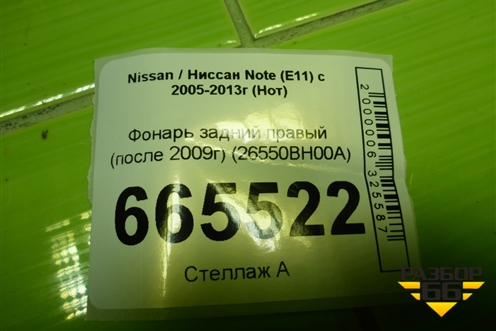 Nissan / Ниссан Note (E11) с
2005-2013г (Нот)
Фонарь задний правый
(после 2009г) (26550BH00A)
665522
Стеллаж А
2000006325587
РАЗБОР
66